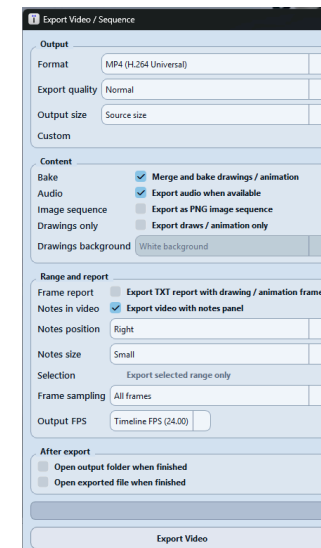 Export Video / Sequence
Output
Format MP4 (H.264 Universal)
Export quality Normal
Output size Source size
Custom
Content
Bake Merge and bake drawings / animation
Audio Export audio when available
Image sequence Export as PNG image sequence
Drawings only Export draws / animation only
Drawings background White background
Range and report
Frame report Export TXT report with drawing / animation frame
Notes in video Export video with notes panel
Notes position Right
Notes size Small
Selection Export selected range only
Frame sampling All frames
Output FPS Timeline FPS (24.00)
After export
Open output folder when finished
Open exported file when finished
Export Video